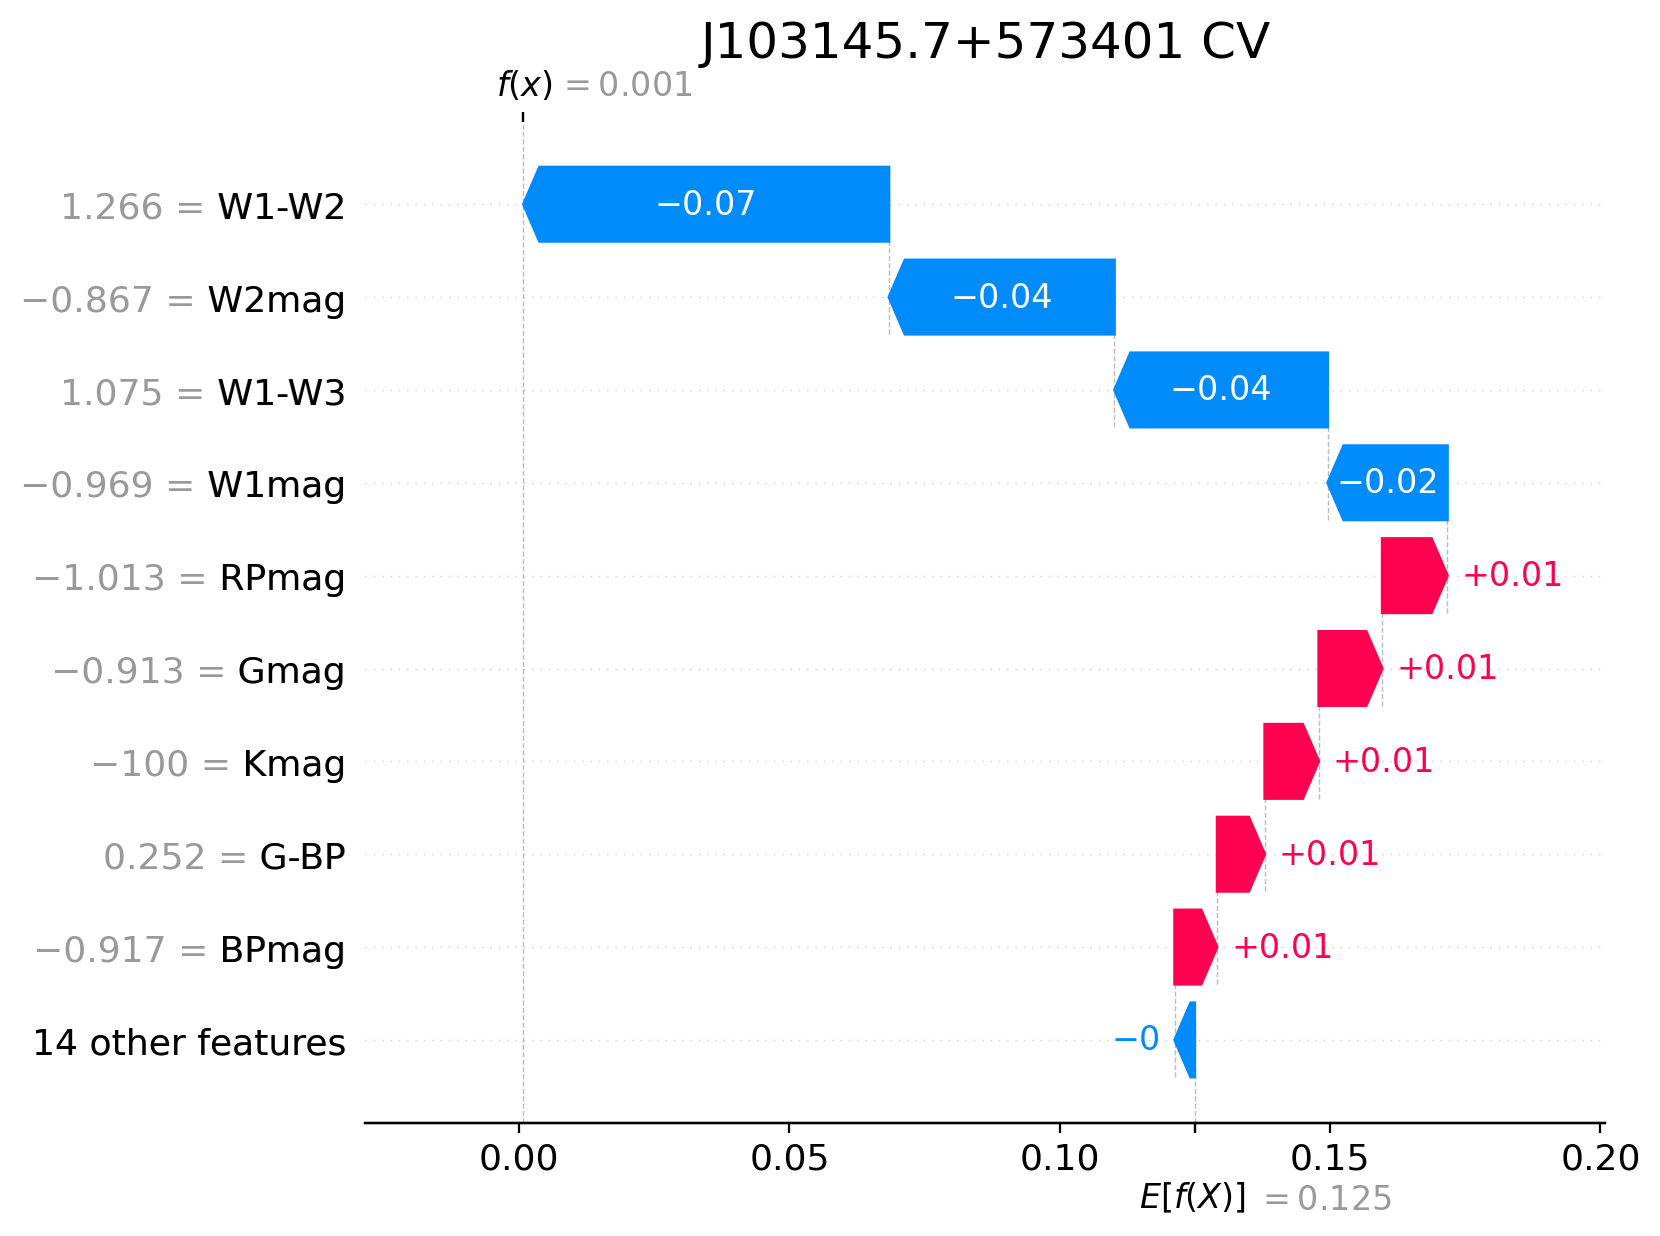 J103145.7+573401 CV
f(x) = 0.001
1.266 = W1-W2 −0.07
−0.867 = W2mag −0.04
1.075 = W1-W3 −0.04
−0.969 = W1mag −0.02
−1.013 = RPmag +0.01
−0.913 = Gmag +0.01
−100 = Kmag +0.01
0.252 = G-BP +0.01
−0.917 = BPmag +0.01
14 other features −0
0.00 0.05 0.10 0.15 0.20
E[f(X)] = 0.125